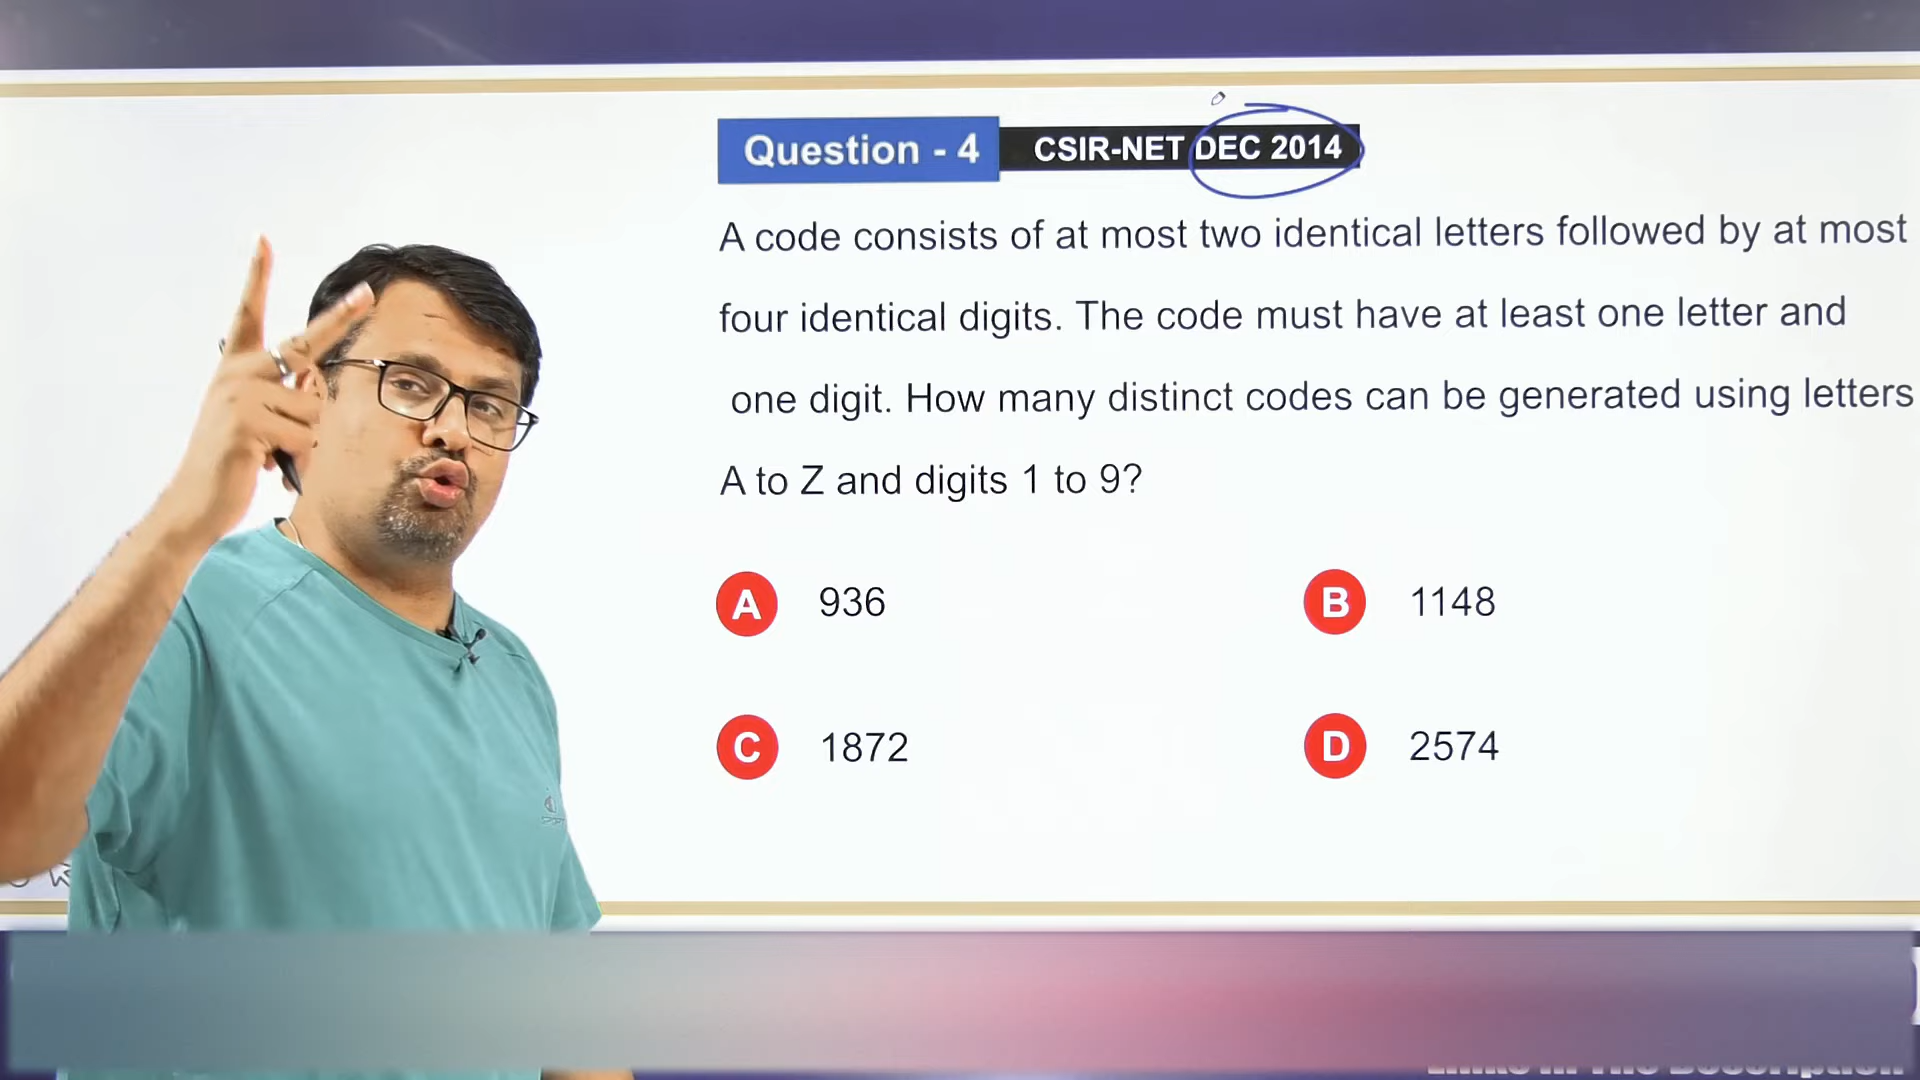 Question - 4
CSIR-NET DEC 2014
A code consists of at most two identical letters followed by at most
four identical digits. The code must have at least one letter and
one digit. How many distinct codes can be generated using letters
A to Z and digits 1 to 9?
A 936
B 1148
C 1872
D 2574